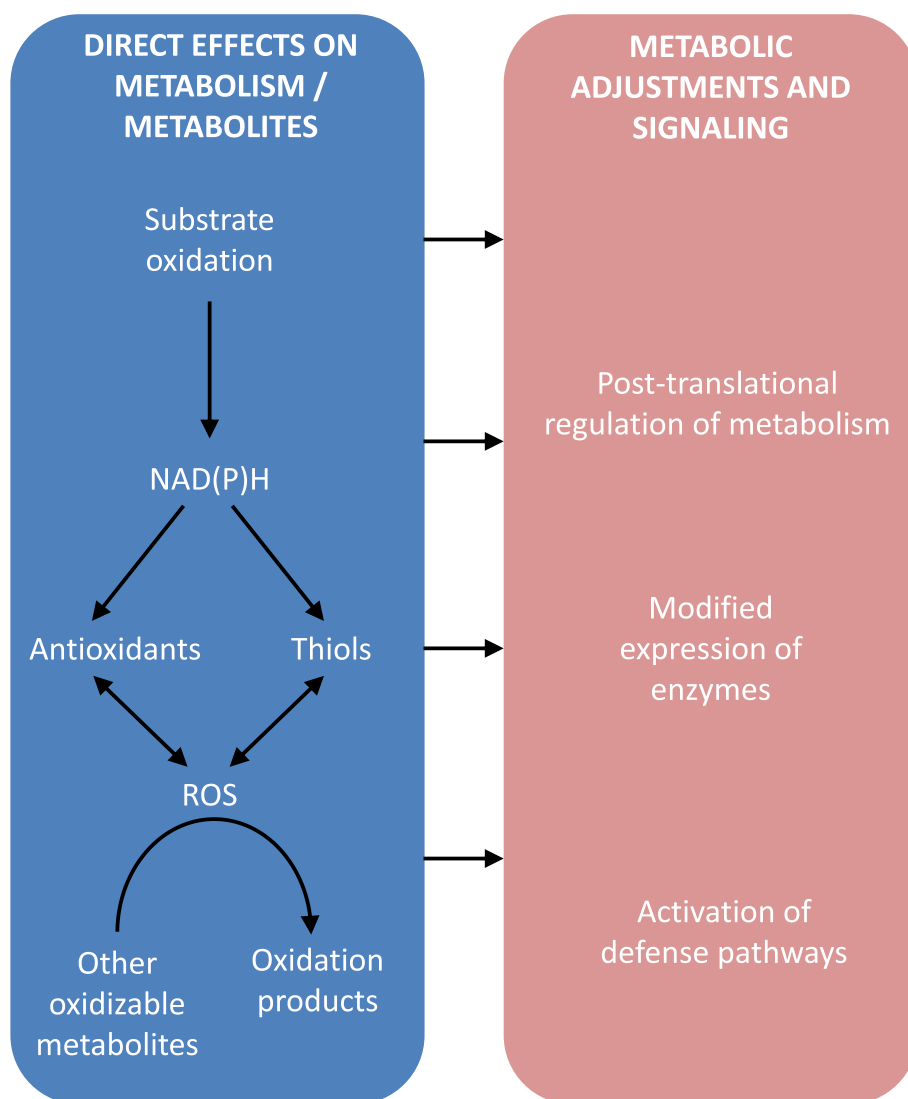 DIRECT EFFECTS ON
METABOLISM /
METABOLITES
Substrate
oxidation
NAD(P)H
Antioxidants
Thiols
ROS
Other
oxidizable
metabolites
Oxidation
products
METABOLIC
ADJUSTMENTS AND
SIGNALING
Post-translational
regulation of metabolism
Modified
expression of
enzymes
Activation of
defense pathways